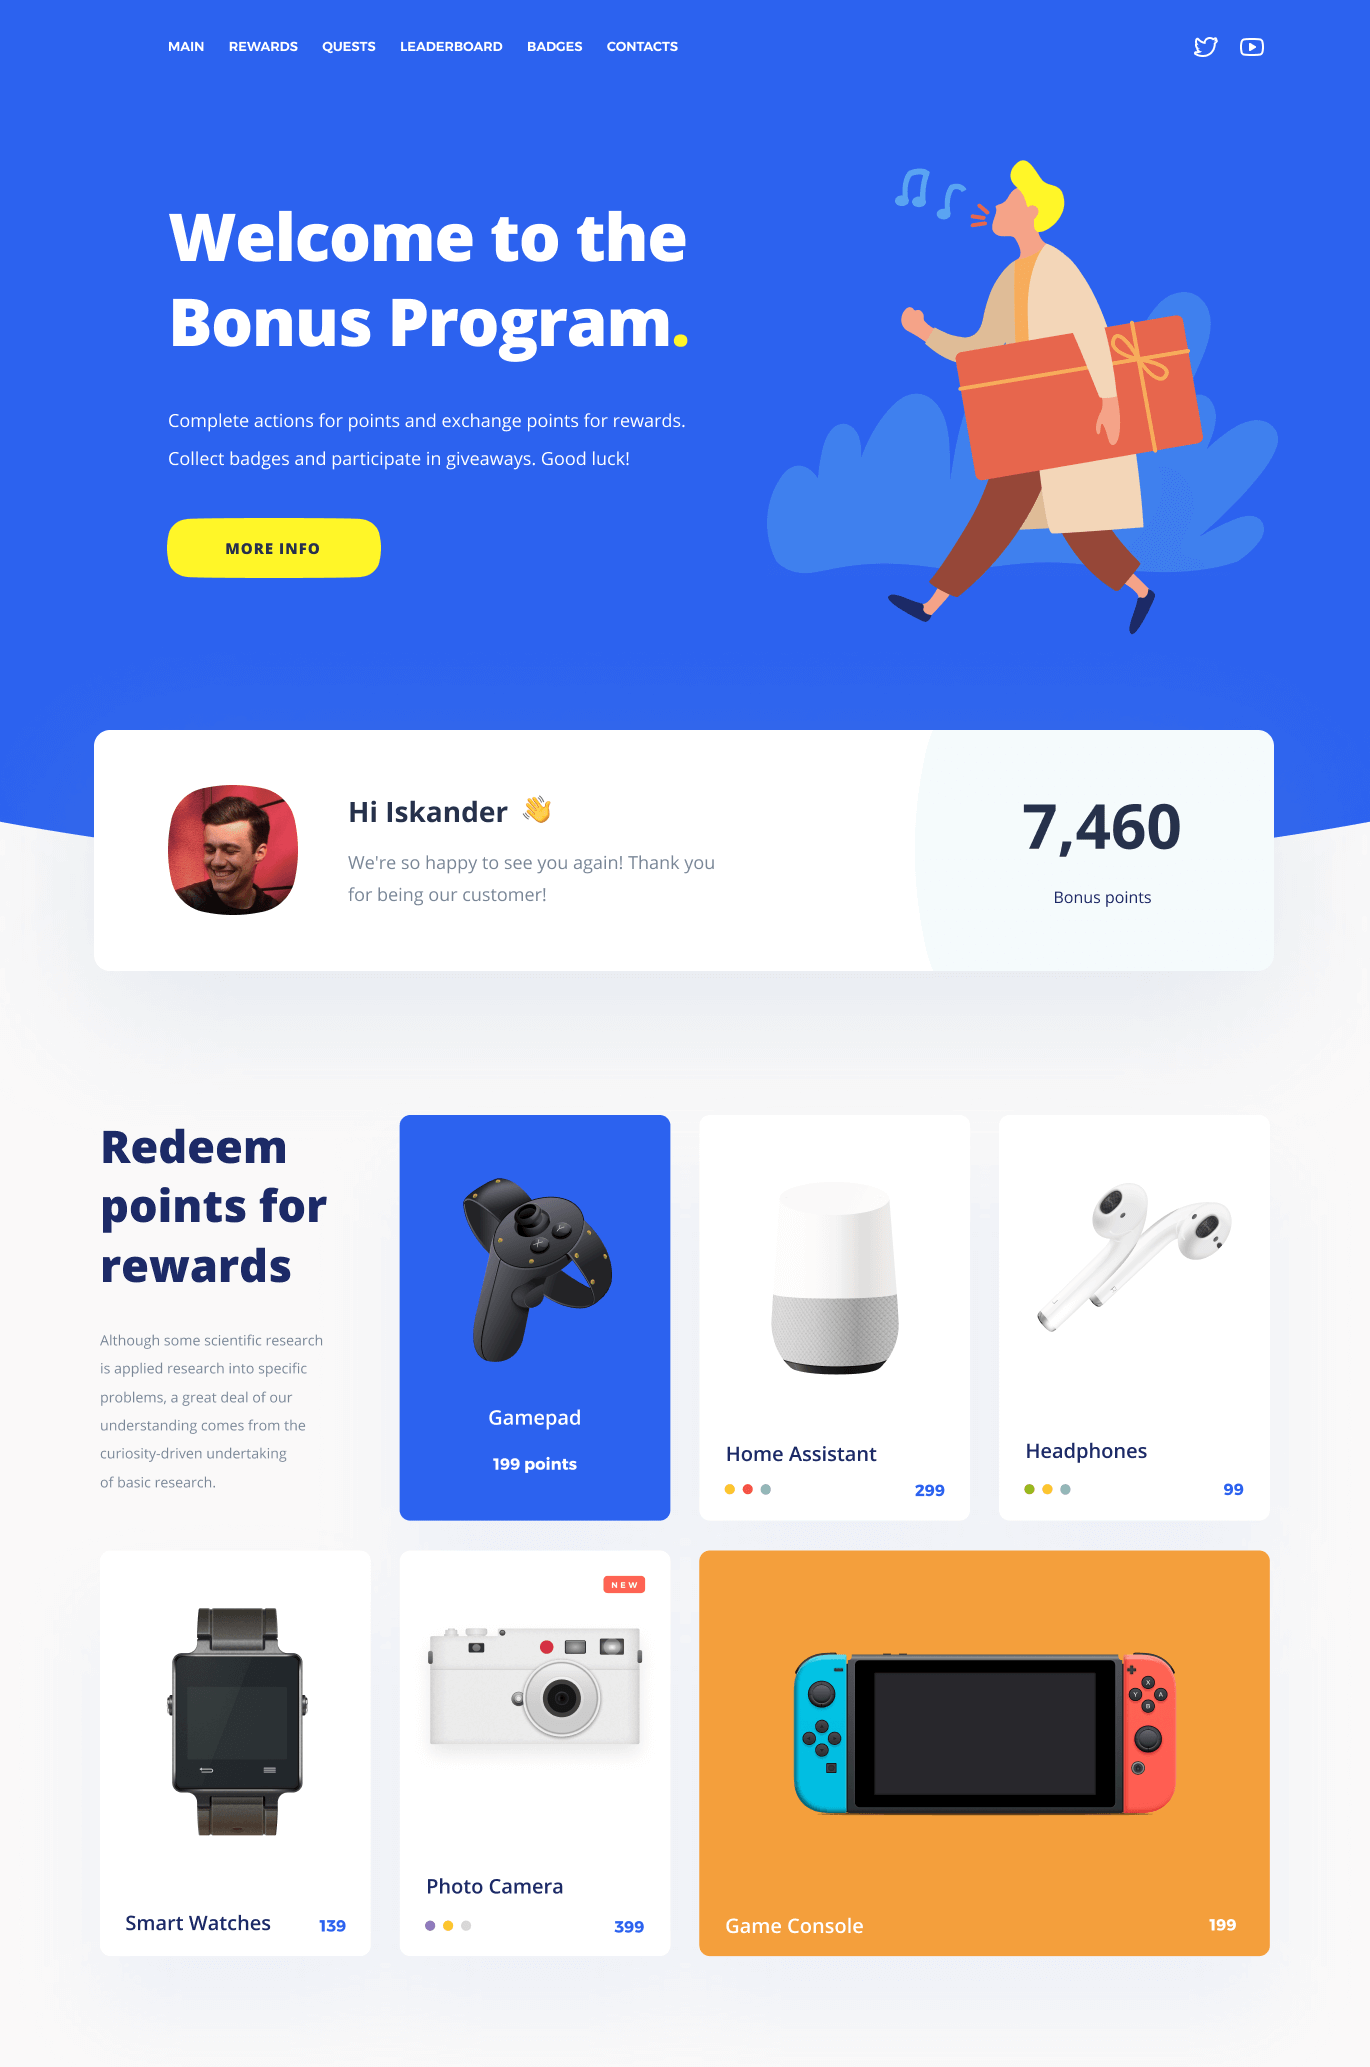 MAIN REWARDS QUESTS LEADERBOARD BADGES CONTACTS
Welcome to the
Bonus Program.
Complete actions for points and exchange points for rewards.
Collect badges and participate in giveaways. Good luck!
MORE INFO
Hi Iskander 👋
We're so happy to see you again! Thank you
for being our customer!
7,460
Bonus points
Redeem
points for
rewards
Although some scientific research
is applied research into specific
problems, a great deal of our
understanding comes from the
curiosity-driven undertaking
of basic research.
Gamepad
199 points
Home Assistant
299
Headphones
99
Smart Watches
139
NEW
Photo Camera
399
X
Y A
B
Game Console
199